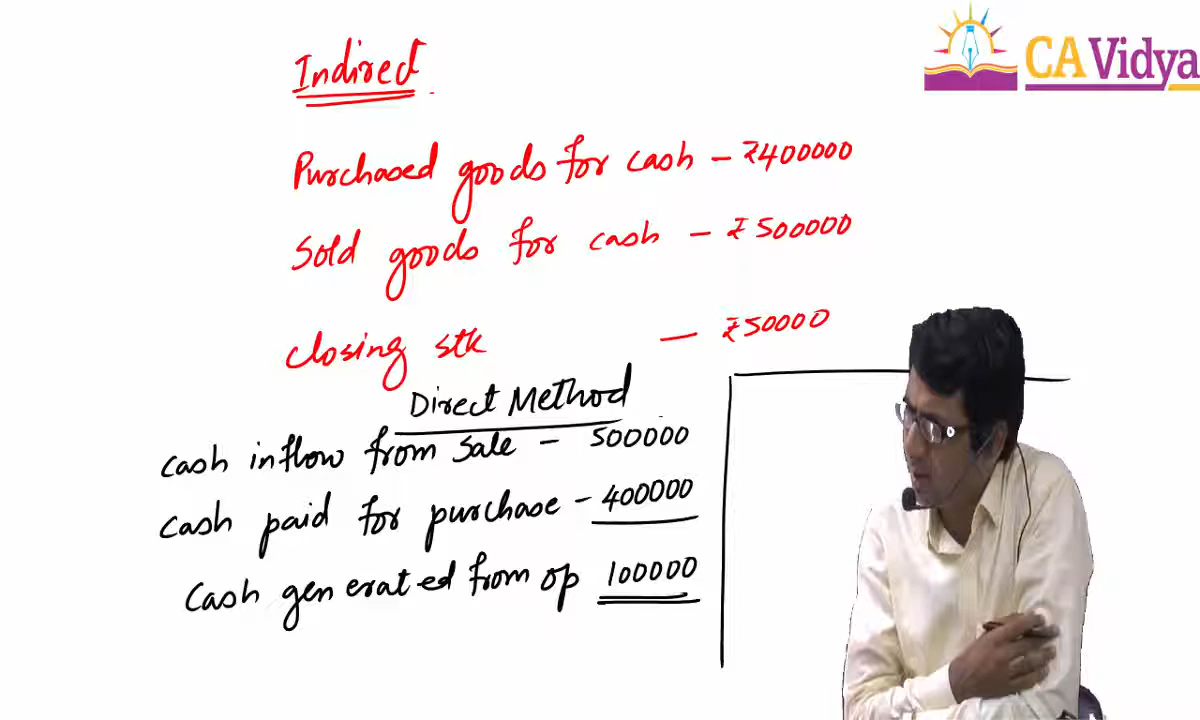 CA Vidya
Indirect
Purchased goods for cash - ₹400000
Sold goods for cash - ₹500000
Closing stk - ₹50000
Direct Method
Cash inflow from sale - 500000
Cash paid for purchase - 400000
Cash generated from op 100000